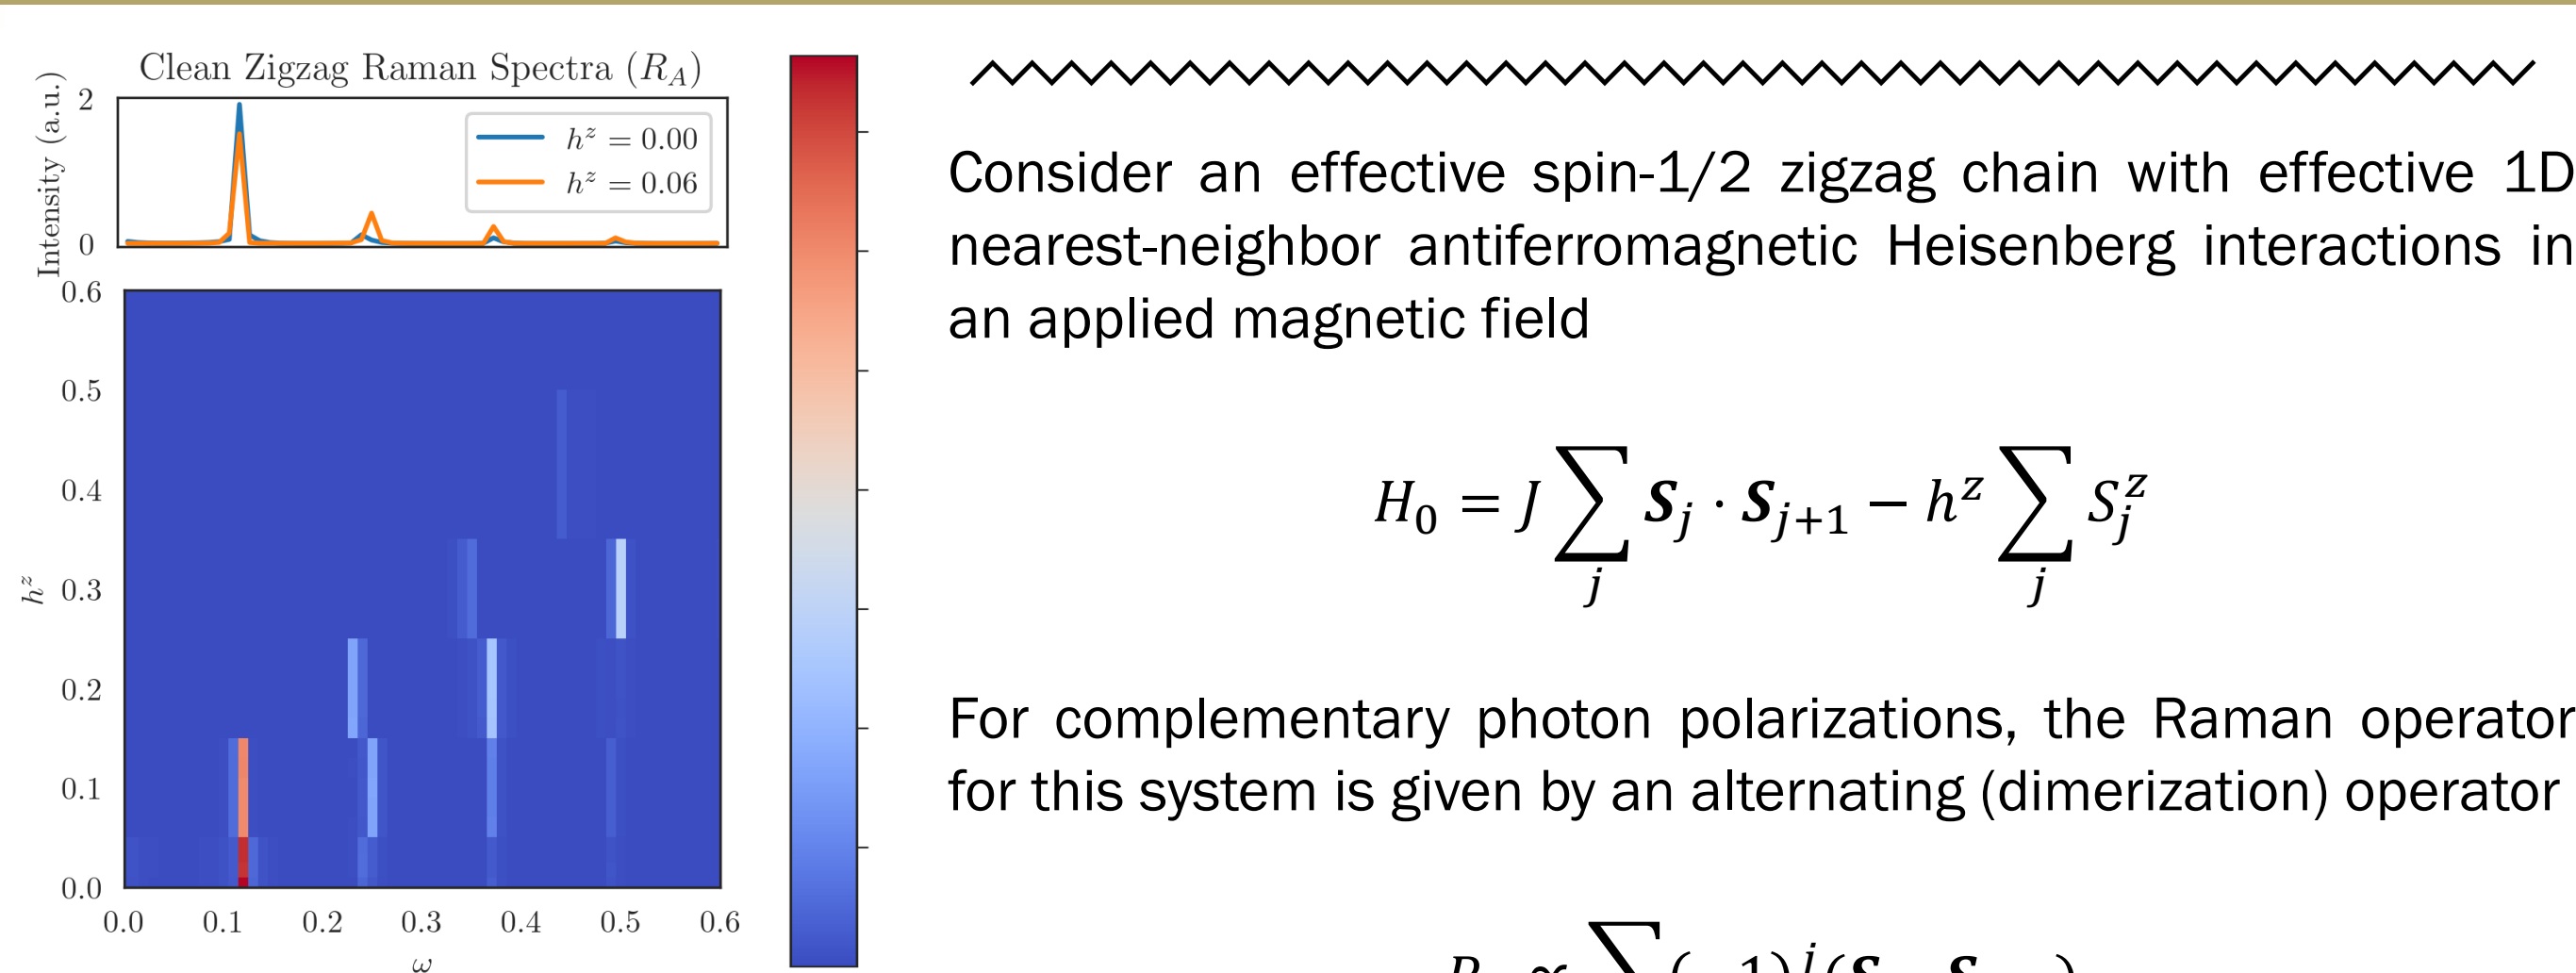 Clean Zigzag Raman Spectra (R_A)
Intensity (a.u.)
2
0
h^z = 0.00
h^z = 0.06
h^z
0.6
0.5
0.4
0.3
0.2
0.1
0.0
0.0 0.1 0.2 0.3 0.4 0.5 0.6
ω
Consider an effective spin-1/2 zigzag chain with effective 1D
nearest-neighbor antiferromagnetic Heisenberg interactions in
an applied magnetic field
H_0 = J ∑_j S_j · S_{j+1} − h^z ∑_j S_j^z
For complementary photon polarizations, the Raman operator
for this system is given by an alternating (dimerization) operator